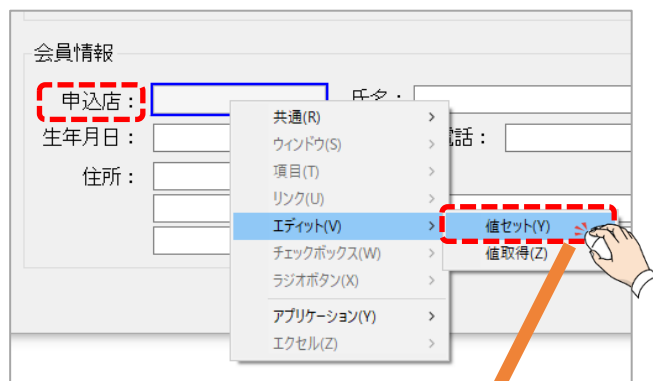 会員情報
申込店： 氏名：
生年月日： 電話：
住所：
共通(R)
ウィンドウ(S)
項目(T)
リンク(U)
エディット(V)
チェックボックス(W)
ラジオボタン(X)
アプリケーション(Y)
エクセル(Z)
値セット(Y)
値取得(Z)